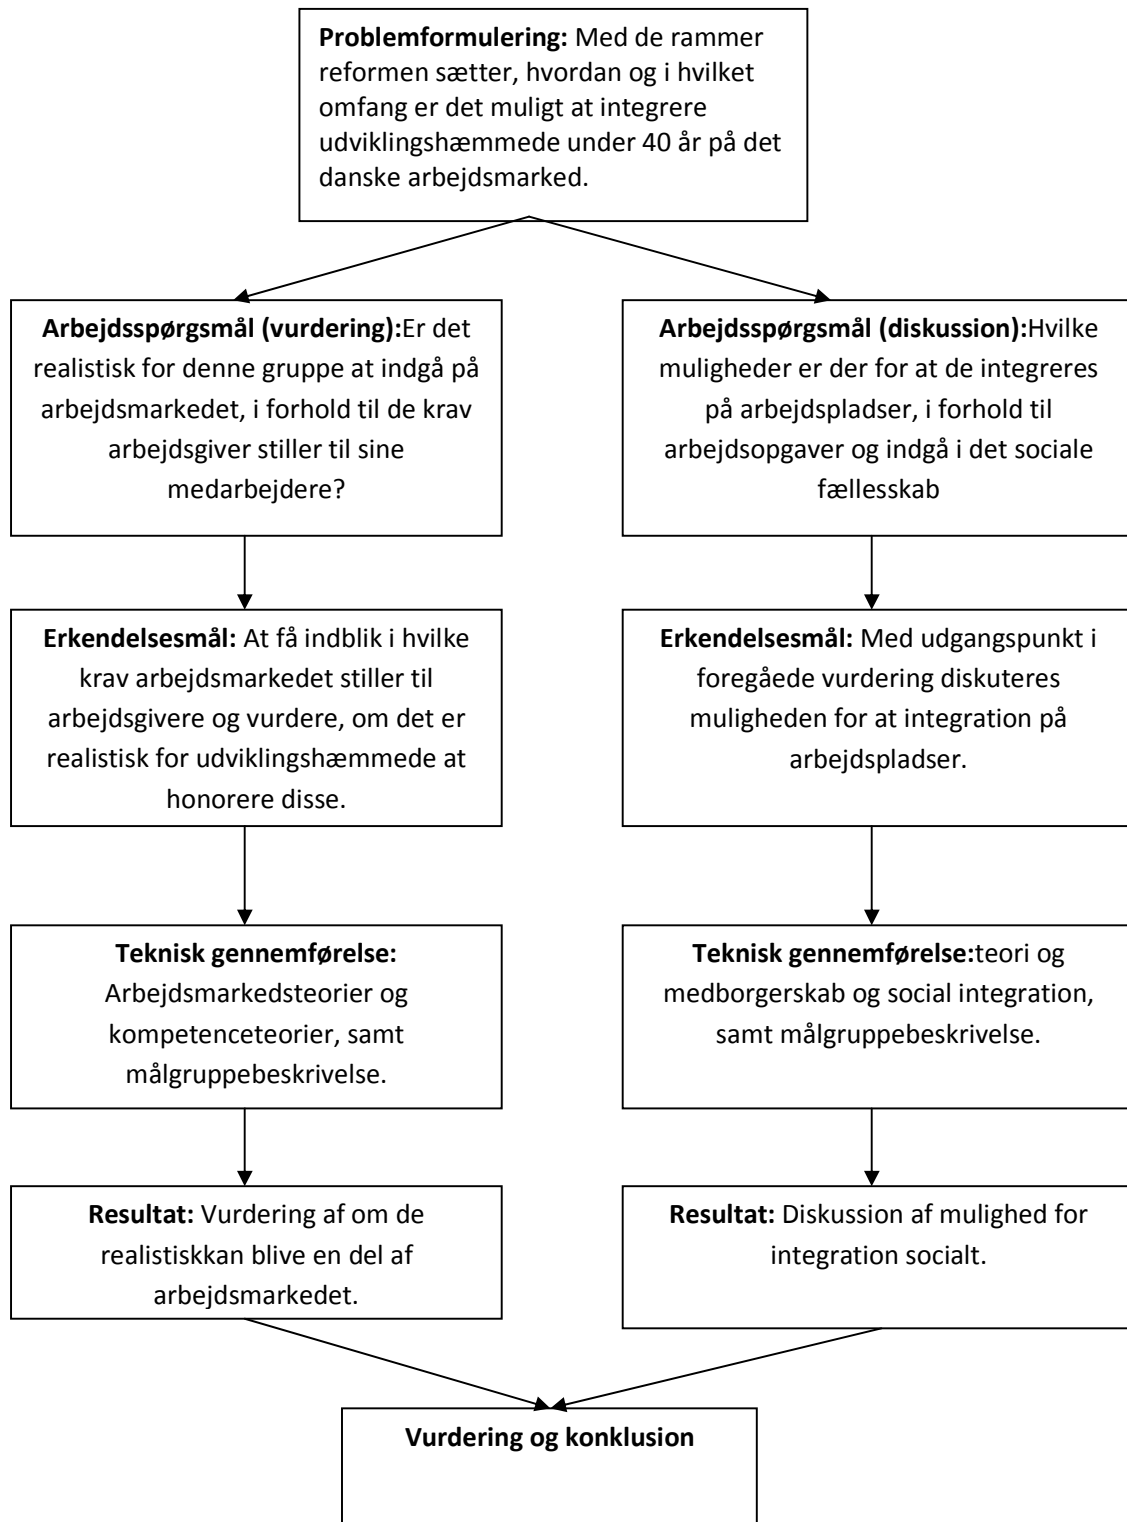 Problemformulering: Med de rammer
reformen sætter, hvordan og i hvilket
omfang er det muligt at integrere
udviklingshæmmede under 40 år på det
danske arbejdsmarked.
Arbejdsspørgsmål (vurdering):Er det
realistisk for denne gruppe at indgå på
arbejdsmarkedet, i forhold til de krav
arbejdsgiver stiller til sine
medarbejdere?
Arbejdsspørgsmål (diskussion):Hvilke
muligheder er der for at de integreres
på arbejdspladser, i forhold til
arbejdsopgaver og indgå i det sociale
fællesskab
Erkendelsesmål: At få indblik i hvilke
krav arbejdsmarkedet stiller til
arbejdsgivere og vurdere, om det er
realistisk for udviklingshæmmede at
honorere disse.
Erkendelsesmål: Med udgangspunkt i
foregåede vurdering diskuteres
muligheden for at integration på
arbejdspladser.
Teknisk gennemførelse:
Arbejdsmarkedsteorier og
kompetenceteorier, samt
målgruppebeskrivelse.
Teknisk gennemførelse:teori og
medborgerskab og social integration,
samt målgruppebeskrivelse.
Resultat: Vurdering af om de
realistiskkan blive en del af
arbejdsmarkedet.
Resultat: Diskussion af mulighed for
integration socialt.
Vurdering og konklusion